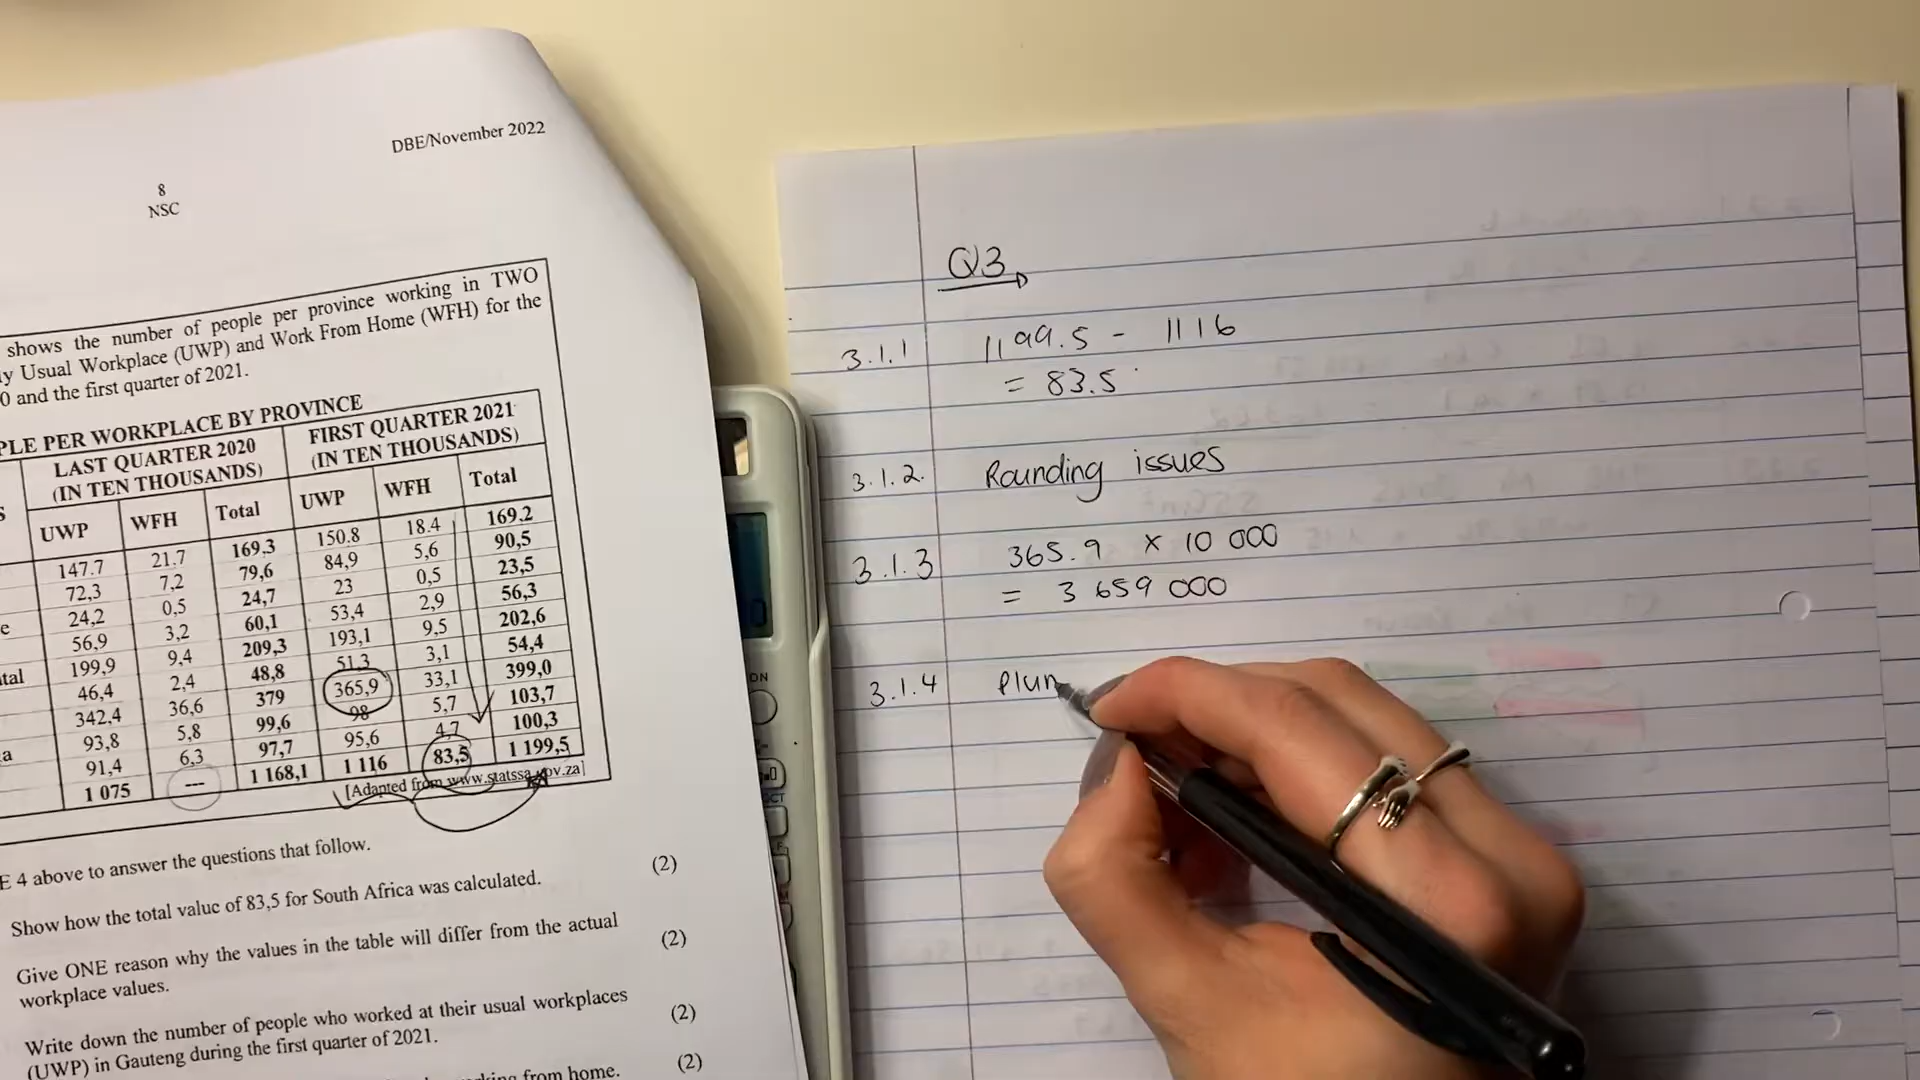 DBE/November 2022
8
NSC
shows the number of people per province working in TWO
ly Usual Workplace (UWP) and Work From Home (WFH) for the
0 and the first quarter of 2021.
PLE PER WORKPLACE BY PROVINCE
LAST QUARTER 2020 FIRST QUARTER 2021
(IN TEN THOUSANDS) (IN TEN THOUSANDS)
S UWP WFH Total UWP WFH Total
147.7 21,7 169,3 150.8 18.4 169,2
72,3 7,2 79,6 84,9 5,6 90,5
24,2 0,5 24,7 23 0,5 23,5
e 56,9 3,2 60,1 53,4 2,9 56,3
199,9 9,4 209,3 193,1 9,5 202,6
tal 46,4 2,4 48,8 51,3 3,1 54,4
342,4 36,6 379 365,9 33,1 399,0
93,8 5,8 99,6 98 5,7 103,7
a 91,4 6,3 97,7 95,6 4,7 100,3
1 075 --- 1 168,1 1 116 83,5 1 199,5
[Adapted from www.statssa.gov.za]
E 4 above to answer the questions that follow.
Show how the total value of 83,5 for South Africa was calculated. (2)
Give ONE reason why the values in the table will differ from the actual
workplace values. (2)
Write down the number of people who worked at their usual workplaces
(UWP) in Gauteng during the first quarter of 2021. (2)
king from home. (2)
ON
Q3
3.1.1 1199.5 - 1116
= 83.5
3.1.2. Rounding issues
3.1.3 365.9 x 10 000
= 3 659 000
3.1.4 Plum